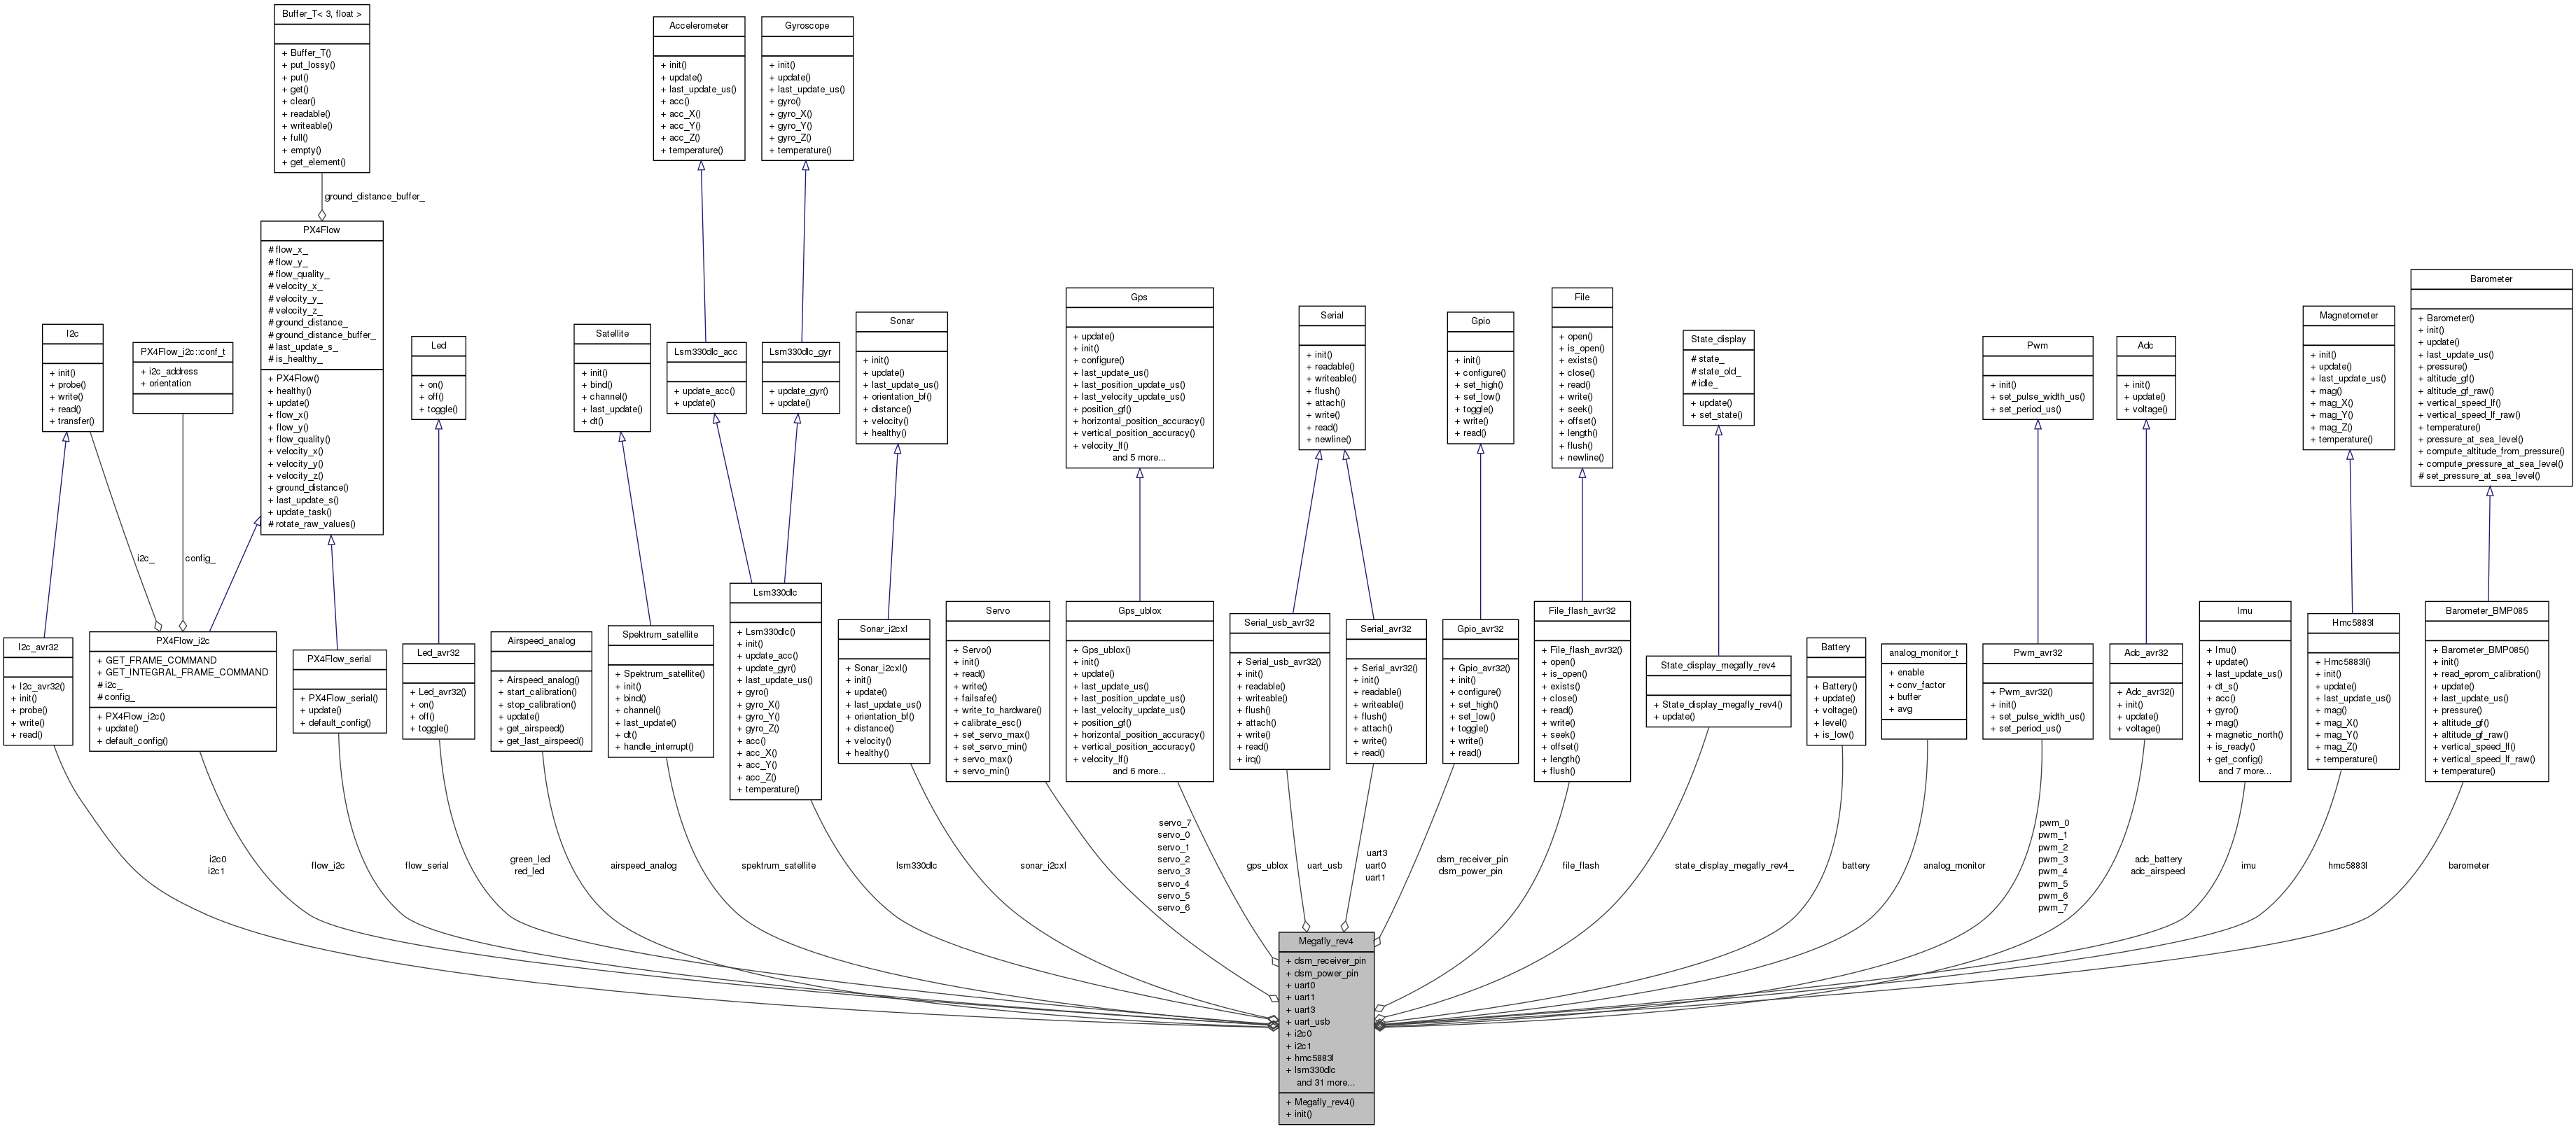 Buffer_T< 3, float >
+ Buffer_T()
+ put_lossy()
+ put()
+ get()
+ clear()
+ readable()
+ writeable()
+ full()
+ empty()
+ get_element()
Accelerometer
+ init()
+ update()
+ last_update_us()
+ acc()
+ acc_X()
+ acc_Y()
+ acc_Z()
+ temperature()
Gyroscope
+ init()
+ update()
+ last_update_us()
+ gyro()
+ gyro_X()
+ gyro_Y()
+ gyro_Z()
+ temperature()
ground_distance_buffer_
PX4Flow
# flow_x_
# flow_y_
# flow_quality_
# velocity_x_
# velocity_y_
# velocity_z_
# ground_distance_
# ground_distance_buffer_
# last_update_s_
# is_healthy_
+ PX4Flow()
+ healthy()
+ update()
+ flow_x()
+ flow_y()
+ flow_quality()
+ velocity_x()
+ velocity_y()
+ velocity_z()
+ ground_distance()
+ last_update_s()
+ update_task()
# rotate_raw_values()
I2c
+ init()
+ probe()
+ write()
+ read()
+ transfer()
PX4Flow_i2c::conf_t
+ i2c_address
+ orientation
Led
+ on()
+ off()
+ toggle()
Satellite
+ init()
+ bind()
+ channel()
+ last_update()
+ dt()
Lsm330dlc_acc
+ update_acc()
+ update()
Lsm330dlc_gyr
+ update_gyr()
+ update()
Sonar
+ init()
+ update()
+ last_update_us()
+ orientation_bf()
+ distance()
+ velocity()
+ healthy()
Gps
+ update()
+ init()
+ configure()
+ last_update_us()
+ last_position_update_us()
+ last_velocity_update_us()
+ position_gf()
+ horizontal_position_accuracy()
+ vertical_position_accuracy()
+ velocity_lf()
and 5 more...
Serial
+ init()
+ readable()
+ writeable()
+ flush()
+ attach()
+ write()
+ read()
+ newline()
Gpio
+ init()
+ configure()
+ set_high()
+ set_low()
+ toggle()
+ write()
+ read()
File
+ open()
+ is_open()
+ exists()
+ close()
+ read()
+ write()
+ seek()
+ offset()
+ length()
+ flush()
+ newline()
State_display
# state_
# state_old_
# idle_
+ update()
+ set_state()
Pwm
+ init()
+ set_pulse_width_us()
+ set_period_us()
Adc
+ init()
+ update()
+ voltage()
Magnetometer
+ init()
+ update()
+ last_update_us()
+ mag()
+ mag_X()
+ mag_Y()
+ mag_Z()
+ temperature()
Barometer
+ Barometer()
+ init()
+ update()
+ last_update_us()
+ pressure()
+ altitude_gf()
+ altitude_gf_raw()
+ vertical_speed_lf()
+ vertical_speed_lf_raw()
+ temperature()
+ pressure_at_sea_level()
+ compute_altitude_from_pressure()
+ compute_pressure_at_sea_level()
# set_pressure_at_sea_level()
i2c_
config_
I2c_avr32
+ I2c_avr32()
+ init()
+ probe()
+ write()
+ read()
PX4Flow_i2c
+ GET_FRAME_COMMAND
+ GET_INTEGRAL_FRAME_COMMAND
# i2c_
# config_
+ PX4Flow_i2c()
+ update()
+ default_config()
PX4Flow_serial
+ PX4Flow_serial()
+ update()
+ default_config()
Led_avr32
+ Led_avr32()
+ on()
+ off()
+ toggle()
Airspeed_analog
+ Airspeed_analog()
+ start_calibration()
+ stop_calibration()
+ update()
+ get_airspeed()
+ get_last_airspeed()
Spektrum_satellite
+ Spektrum_satellite()
+ init()
+ bind()
+ channel()
+ last_update()
+ dt()
+ handle_interrupt()
Lsm330dlc
+ Lsm330dlc()
+ init()
+ update_acc()
+ update_gyr()
+ last_update_us()
+ gyro()
+ gyro_X()
+ gyro_Y()
+ gyro_Z()
+ acc()
+ acc_X()
+ acc_Y()
+ acc_Z()
+ temperature()
Sonar_i2cxl
+ Sonar_i2cxl()
+ init()
+ update()
+ last_update_us()
+ orientation_bf()
+ distance()
+ velocity()
+ healthy()
Servo
+ Servo()
+ init()
+ read()
+ write()
+ failsafe()
+ write_to_hardware()
+ calibrate_esc()
+ set_servo_max()
+ set_servo_min()
+ servo_max()
+ servo_min()
Gps_ublox
+ Gps_ublox()
+ init()
+ update()
+ last_update_us()
+ last_position_update_us()
+ last_velocity_update_us()
+ position_gf()
+ horizontal_position_accuracy()
+ vertical_position_accuracy()
+ velocity_lf()
and 6 more...
Serial_usb_avr32
+ Serial_usb_avr32()
+ init()
+ readable()
+ writeable()
+ flush()
+ attach()
+ write()
+ read()
+ irq()
Serial_avr32
+ Serial_avr32()
+ init()
+ readable()
+ writeable()
+ flush()
+ attach()
+ write()
+ read()
Gpio_avr32
+ Gpio_avr32()
+ init()
+ configure()
+ set_high()
+ set_low()
+ toggle()
+ write()
+ read()
File_flash_avr32
+ File_flash_avr32()
+ open()
+ is_open()
+ exists()
+ close()
+ read()
+ write()
+ seek()
+ offset()
+ length()
+ flush()
State_display_megafly_rev4
+ State_display_megafly_rev4()
+ update()
Battery
+ Battery()
+ update()
+ voltage()
+ level()
+ is_low()
analog_monitor_t
+ enable
+ conv_factor
+ buffer
+ avg
Pwm_avr32
+ Pwm_avr32()
+ init()
+ set_pulse_width_us()
+ set_period_us()
Adc_avr32
+ Adc_avr32()
+ init()
+ update()
+ voltage()
Imu
+ Imu()
+ update()
+ last_update_us()
+ dt_s()
+ acc()
+ gyro()
+ mag()
+ magnetic_north()
+ is_ready()
+ get_config()
and 7 more...
Hmc5883l
+ Hmc5883l()
+ init()
+ update()
+ last_update_us()
+ mag()
+ mag_X()
+ mag_Y()
+ mag_Z()
+ temperature()
Barometer_BMP085
+ Barometer_BMP085()
+ init()
+ read_eprom_calibration()
+ update()
+ last_update_us()
+ pressure()
+ altitude_gf()
+ altitude_gf_raw()
+ vertical_speed_lf()
+ vertical_speed_lf_raw()
+ temperature()
i2c0
i2c1
flow_i2c
flow_serial
green_led
red_led
airspeed_analog
spektrum_satellite
lsm330dlc
sonar_i2cxl
servo_7
servo_0
servo_1
servo_2
servo_3
servo_4
servo_5
servo_6
gps_ublox
uart_usb
uart3
uart0
uart1
dsm_receiver_pin
dsm_power_pin
file_flash
state_display_megafly_rev4_
battery
analog_monitor
pwm_0
pwm_1
pwm_2
pwm_3
pwm_4
pwm_5
pwm_6
pwm_7
adc_battery
adc_airspeed
imu
hmc5883l
barometer
Megafly_rev4
+ dsm_receiver_pin
+ dsm_power_pin
+ uart0
+ uart1
+ uart3
+ uart_usb
+ i2c0
+ i2c1
+ hmc5883l
+ lsm330dlc
and 31 more...
+ Megafly_rev4()
+ init()